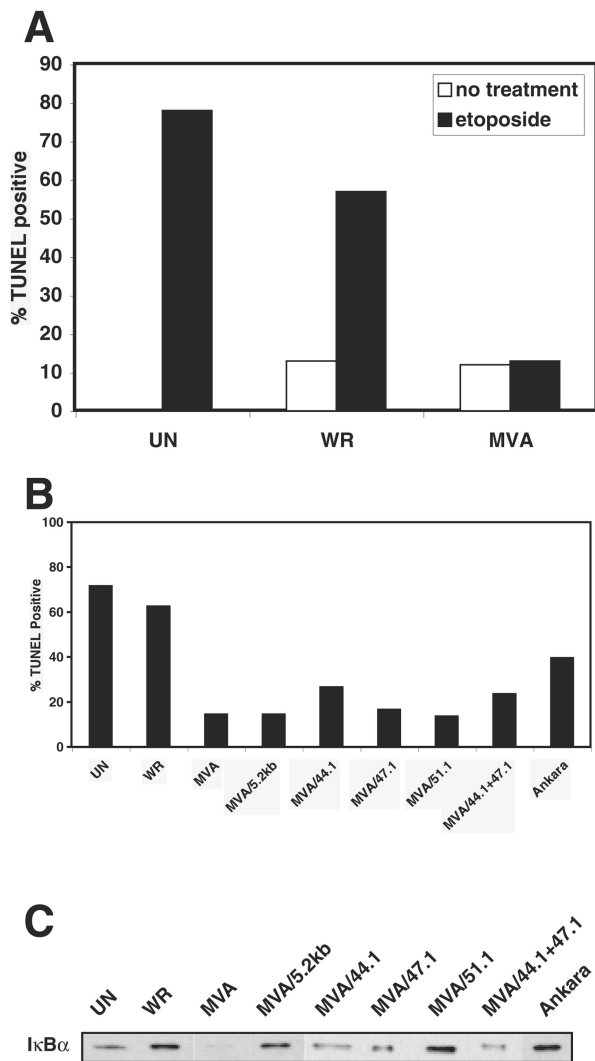 A
% TUNEL positive
90
80
70
60
50
40
30
20
10
0
no treatment
etoposide
UN WR MVA
B
% TUNEL Positive
100
80
60
40
20
0
UN WR MVA MVA/5.2kb MVA/44.1 MVA/47.1 MVA/51.1 MVA/44.1+47.1 Ankara
C
UN WR MVA MVA/5.2kb MVA/44.1 MVA/47.1 MVA/51.1 MVA/44.1+47.1 Ankara
IκBα